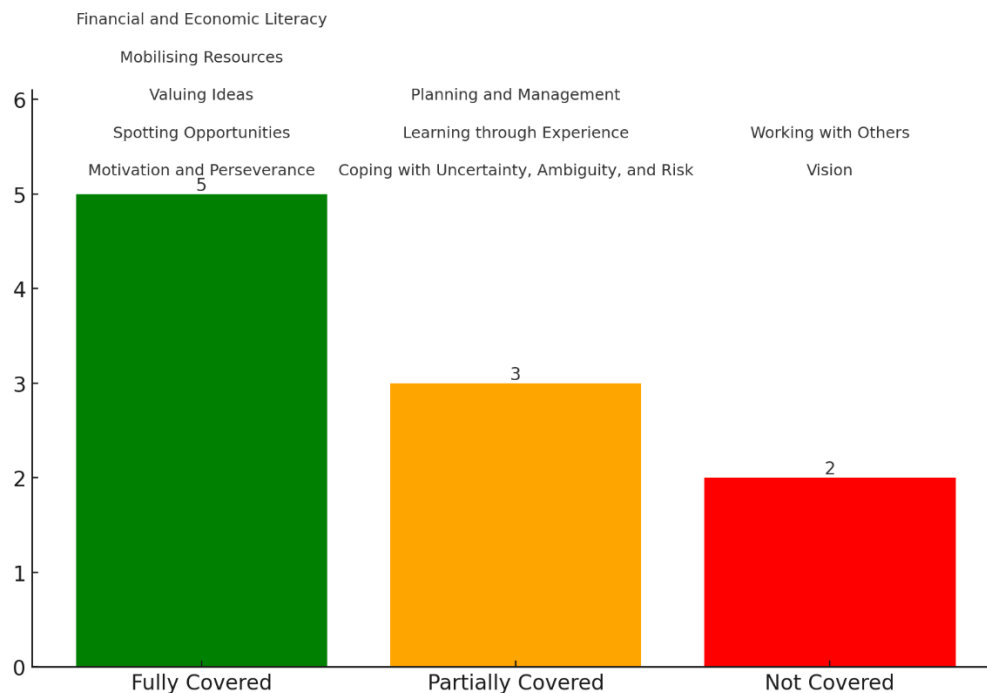 Financial and Economic Literacy
Mobilising Resources
Valuing Ideas
Spotting Opportunities
Motivation and Perseverance
Planning and Management
Learning through Experience
Coping with Uncertainty, Ambiguity, and Risk
Working with Others
Vision
6
5
4
3
2
1
0
5
3
2
Fully Covered
Partially Covered
Not Covered